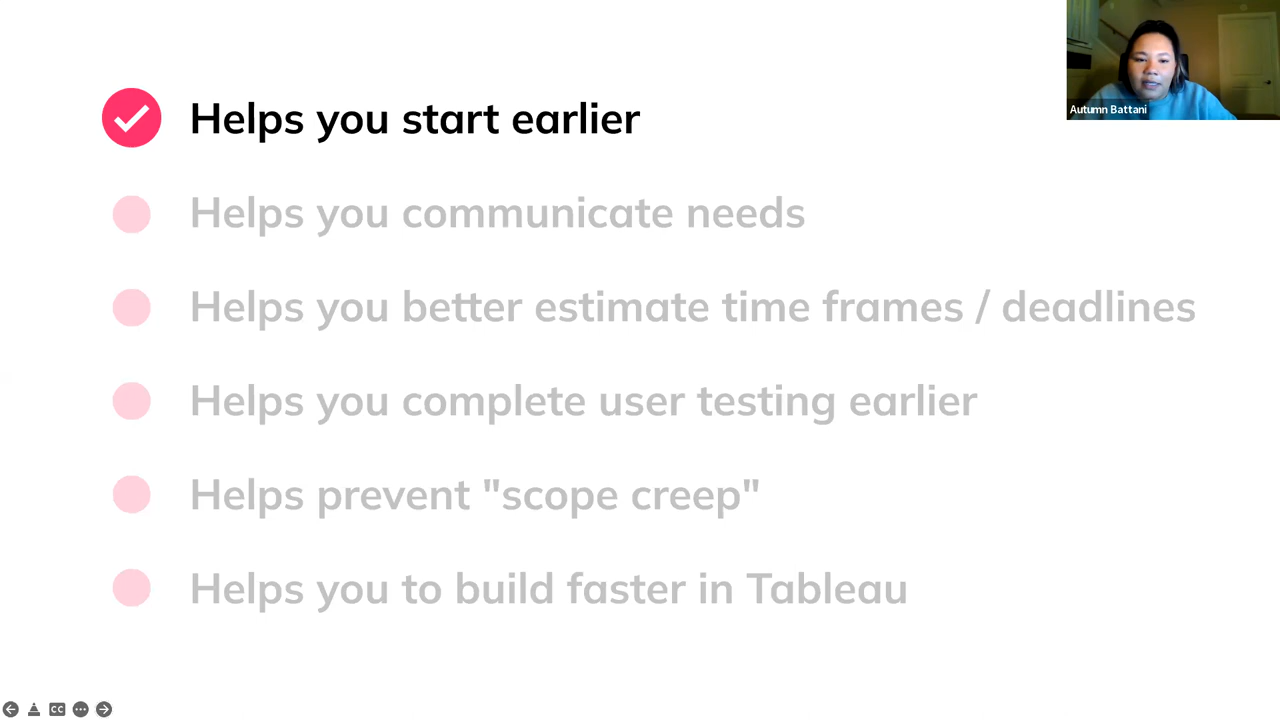 Helps you start earlier
Autumn Battani
Helps you communicate needs
Helps you better estimate time frames / deadlines
Helps you complete user testing earlier
Helps prevent "scope creep"
Helps you to build faster in Tableau
CC